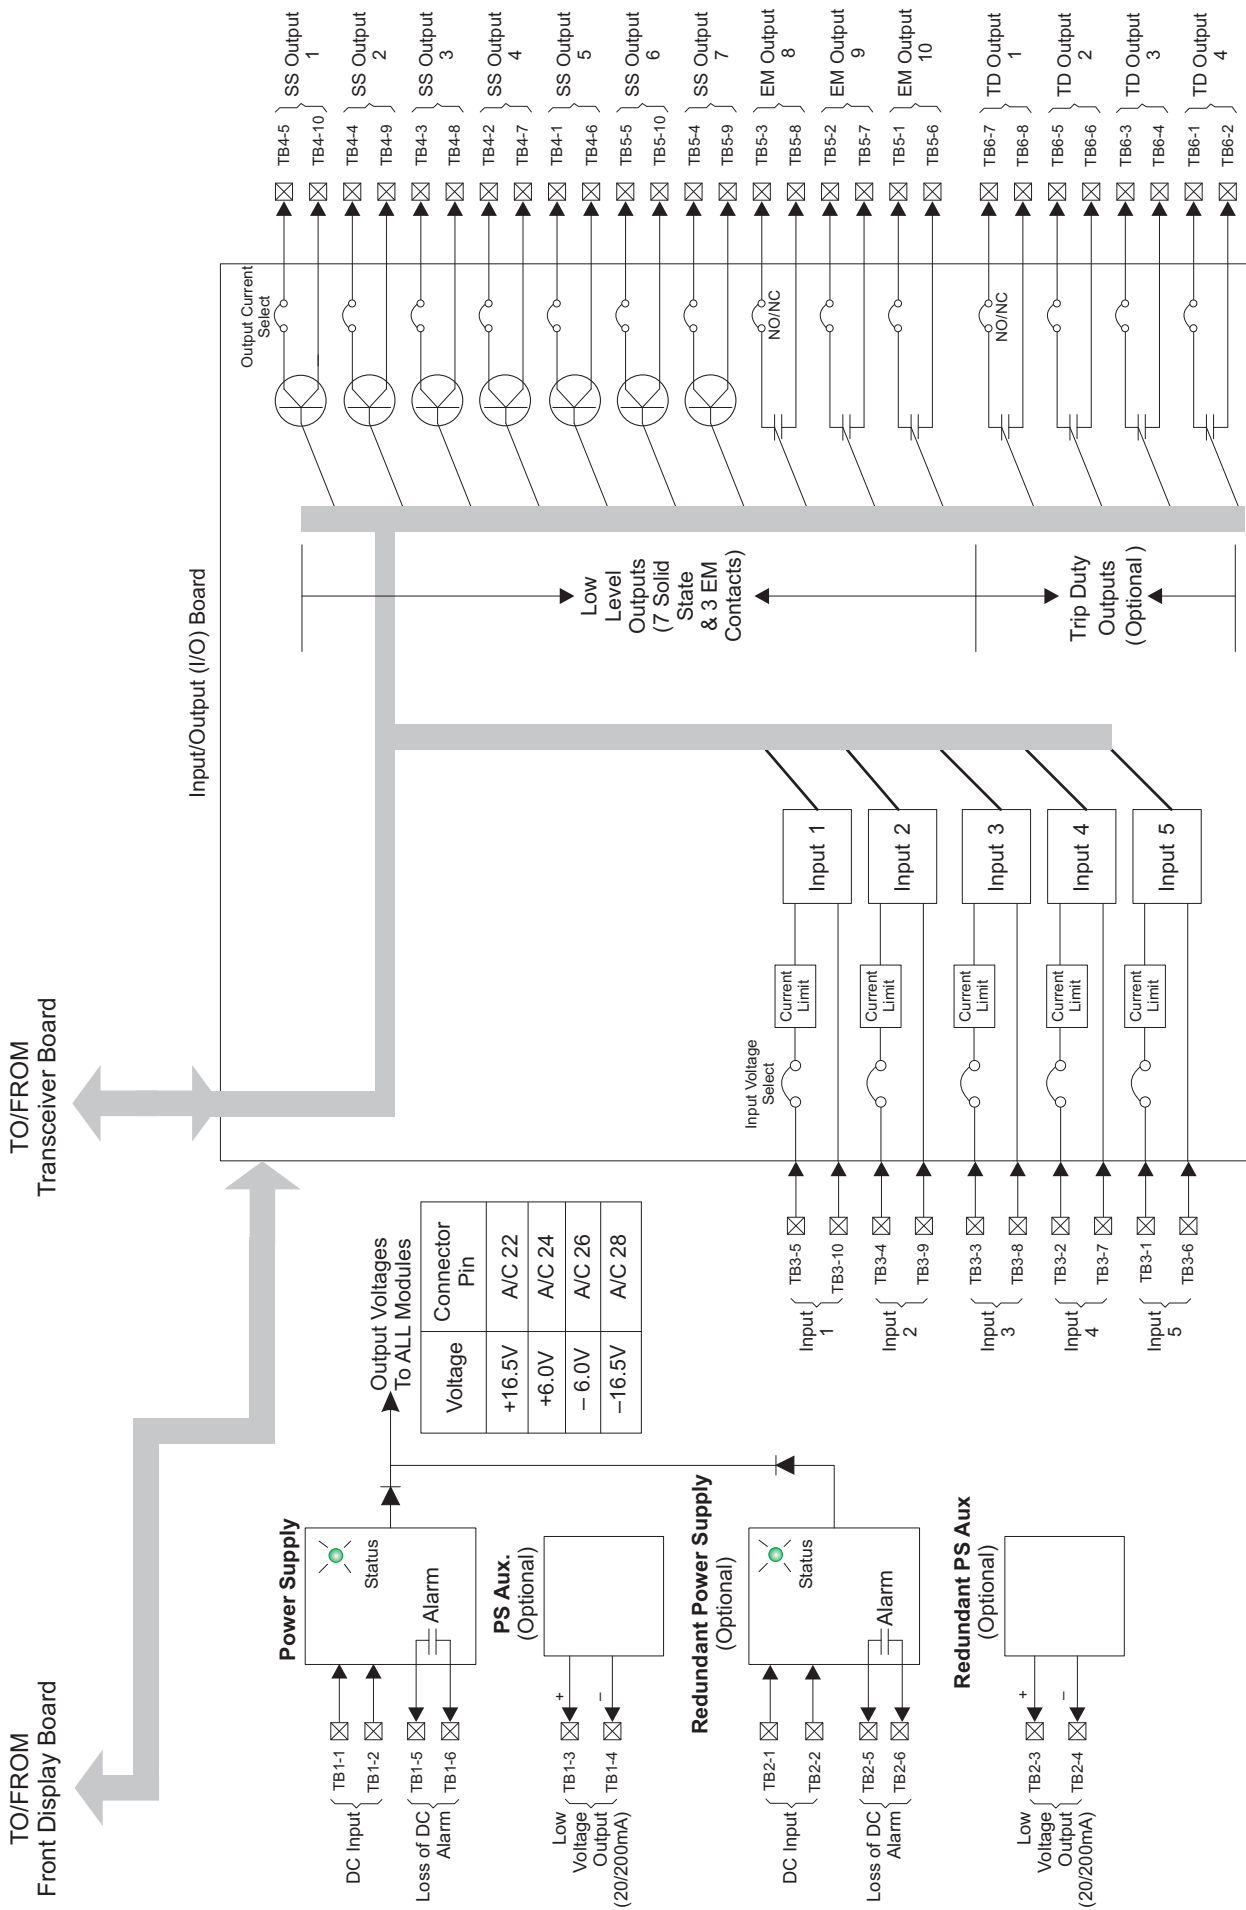 TO/FROM
Front Display Board
TO/FROM
Transceiver Board
Input/Output (I/O) Board
Power Supply
Status
Alarm
TB1-1
TB1-2
DC Input
TB1-5
TB1-6
Loss of DC
Alarm
PS Aux.
(Optional)
+
–
TB1-3
TB1-4
Low
Voltage
Output
(20/200mA)
Redundant Power Supply
(Optional)
Status
Alarm
TB2-1
TB2-2
DC Input
TB2-5
TB2-6
Loss of DC
Alarm
Redundant PS Aux
(Optional)
+
–
TB2-3
TB2-4
Low
Voltage
Output
(20/200mA)
Output Voltages
To ALL Modules
Voltage
Connector
Pin
+16.5V
A/C 22
+6.0V
A/C 24
– 6.0V
A/C 26
–16.5V
A/C 28
Input Voltage
Select
Input
1
TB3-5
TB3-10
Current
Limit
Input 1
Input
2
TB3-4
TB3-9
Current
Limit
Input 2
Input
3
TB3-3
TB3-8
Current
Limit
Input 3
Input
4
TB3-2
TB3-7
Current
Limit
Input 4
Input
5
TB3-1
TB3-6
Current
Limit
Input 5
Low
Level
Outputs
(7 Solid
State
& 3 EM
Contacts)
Trip Duty
Outputs
(Optional )
Output Current
Select
–
NO/NC
NO/NC
TB4-5
TB4-10
SS Output
1
TB4-4
TB4-9
SS Output
2
TB4-3
TB4-8
SS Output
3
TB4-2
TB4-7
SS Output
4
TB4-1
TB4-6
SS Output
5
TB5-5
TB5-10
SS Output
6
TB5-4
TB5-9
SS Output
7
TB5-3
TB5-8
EM Output
8
TB5-2
TB5-7
EM Output
9
TB5-1
TB5-6
EM Output
10
TB6-7
TB6-8
TD Output
1
TB6-5
TB6-6
TD Output
2
TB6-3
TB6-4
TD Output
3
TB6-1
TB6-2
TD Output
4